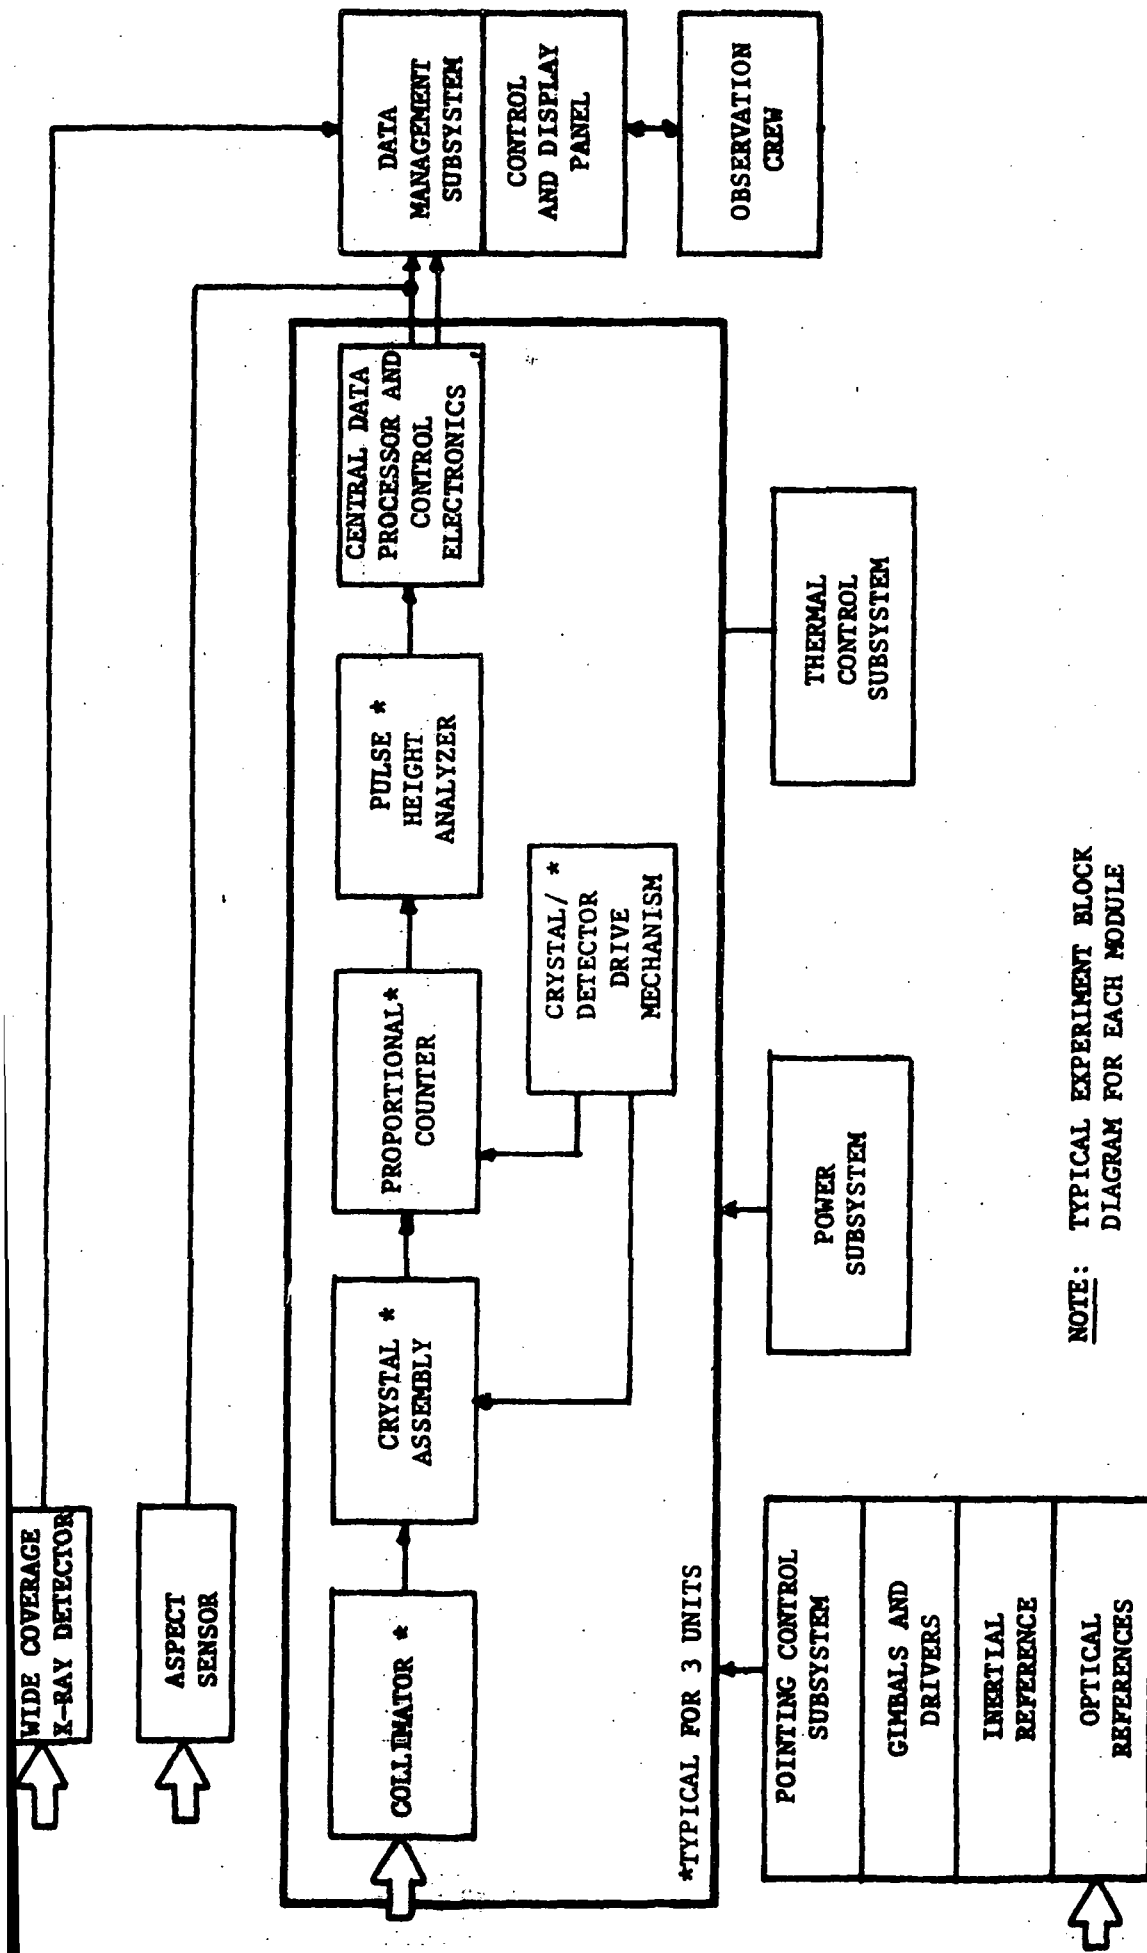 WIDE COVERAGE
X-RAY DETECTOR
ASPECT
SENSOR
COLLIMATOR *
CRYSTAL *
ASSEMBLY
PROPORTIONAL*
COUNTER
PULSE *
HEIGHT
ANALYZER
CENTRAL DATA
PROCESSOR AND
CONTROL
ELECTRONICS
DATA
MANAGEMENT
SUBSYSTEM
CONTROL
AND DISPLAY
PANEL
OBSERVATION
CREW
CRYSTAL/ *
DETECTOR
DRIVE
MECHANISM
*TYPICAL FOR 3 UNITS
POINTING CONTROL
SUBSYSTEM
GIMBALS AND
DRIVERS
INERTIAL
REFERENCE
OPTICAL
REFERENCES
POWER
SUBSYSTEM
THERMAL
CONTROL
SUBSYSTEM
NOTE: TYPICAL EXPERIMENT BLOCK
DIAGRAM FOR EACH MODULE